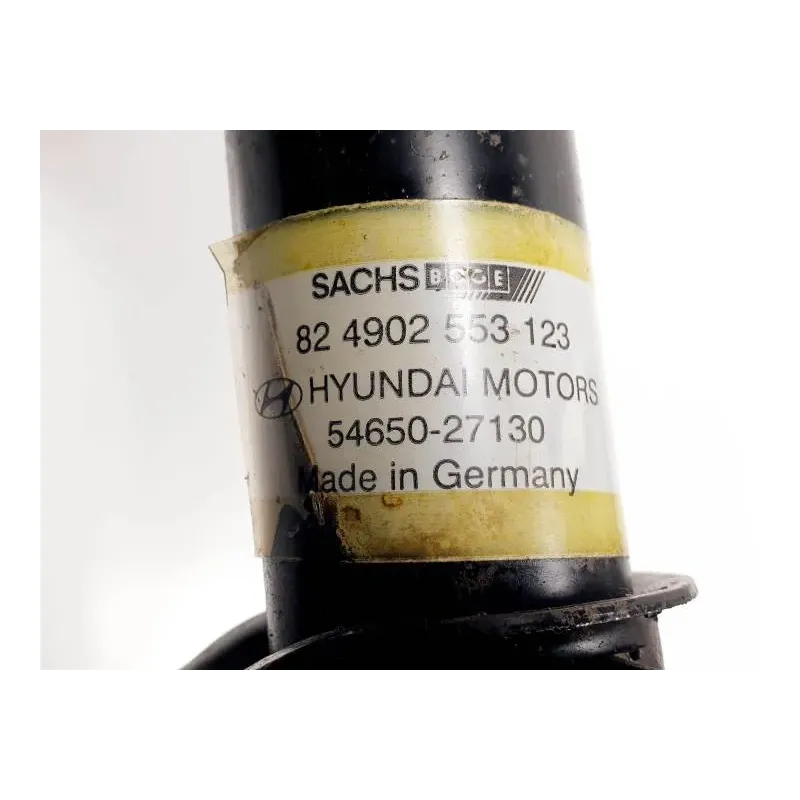 SACHS BOGE
82 4902 553 123
HYUNDAI MOTORS
54650-27130
Made in Germany